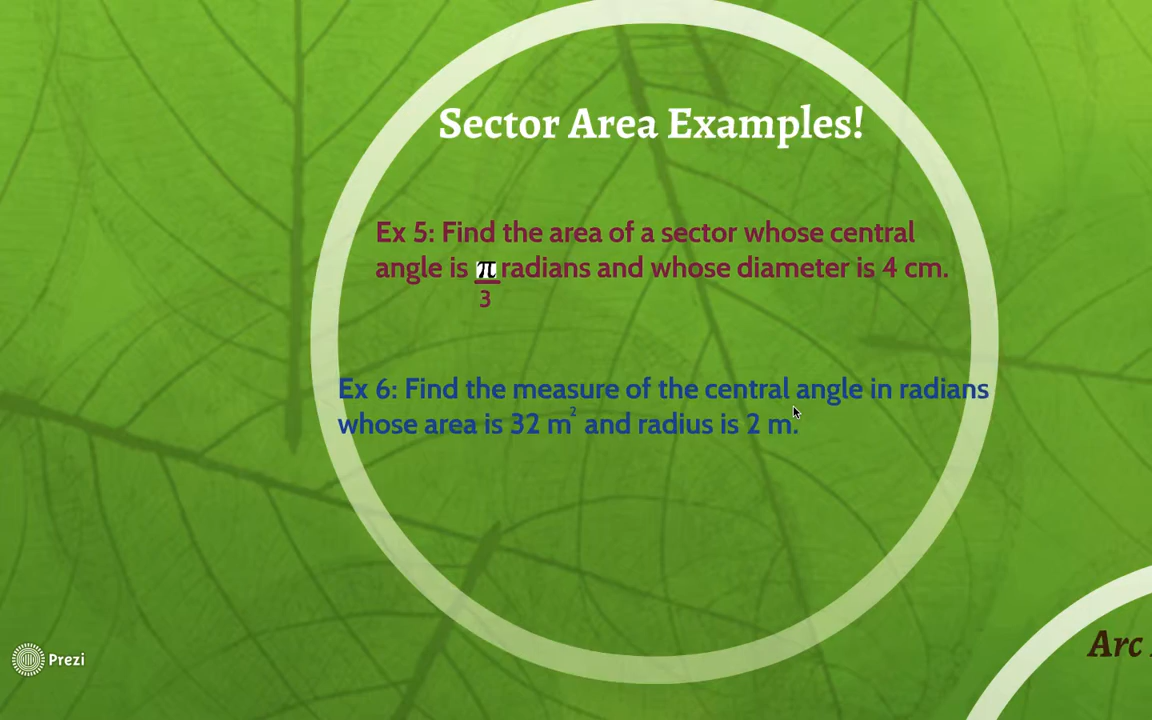 Sector Area Examples!
Ex 5: Find the area of a sector whose central
angle is π radians and whose diameter is 4 cm.
3
Ex 6: Find the measure of the central angle in radians
whose area is 32 m² and radius is 2 m.
Arc
Prezi